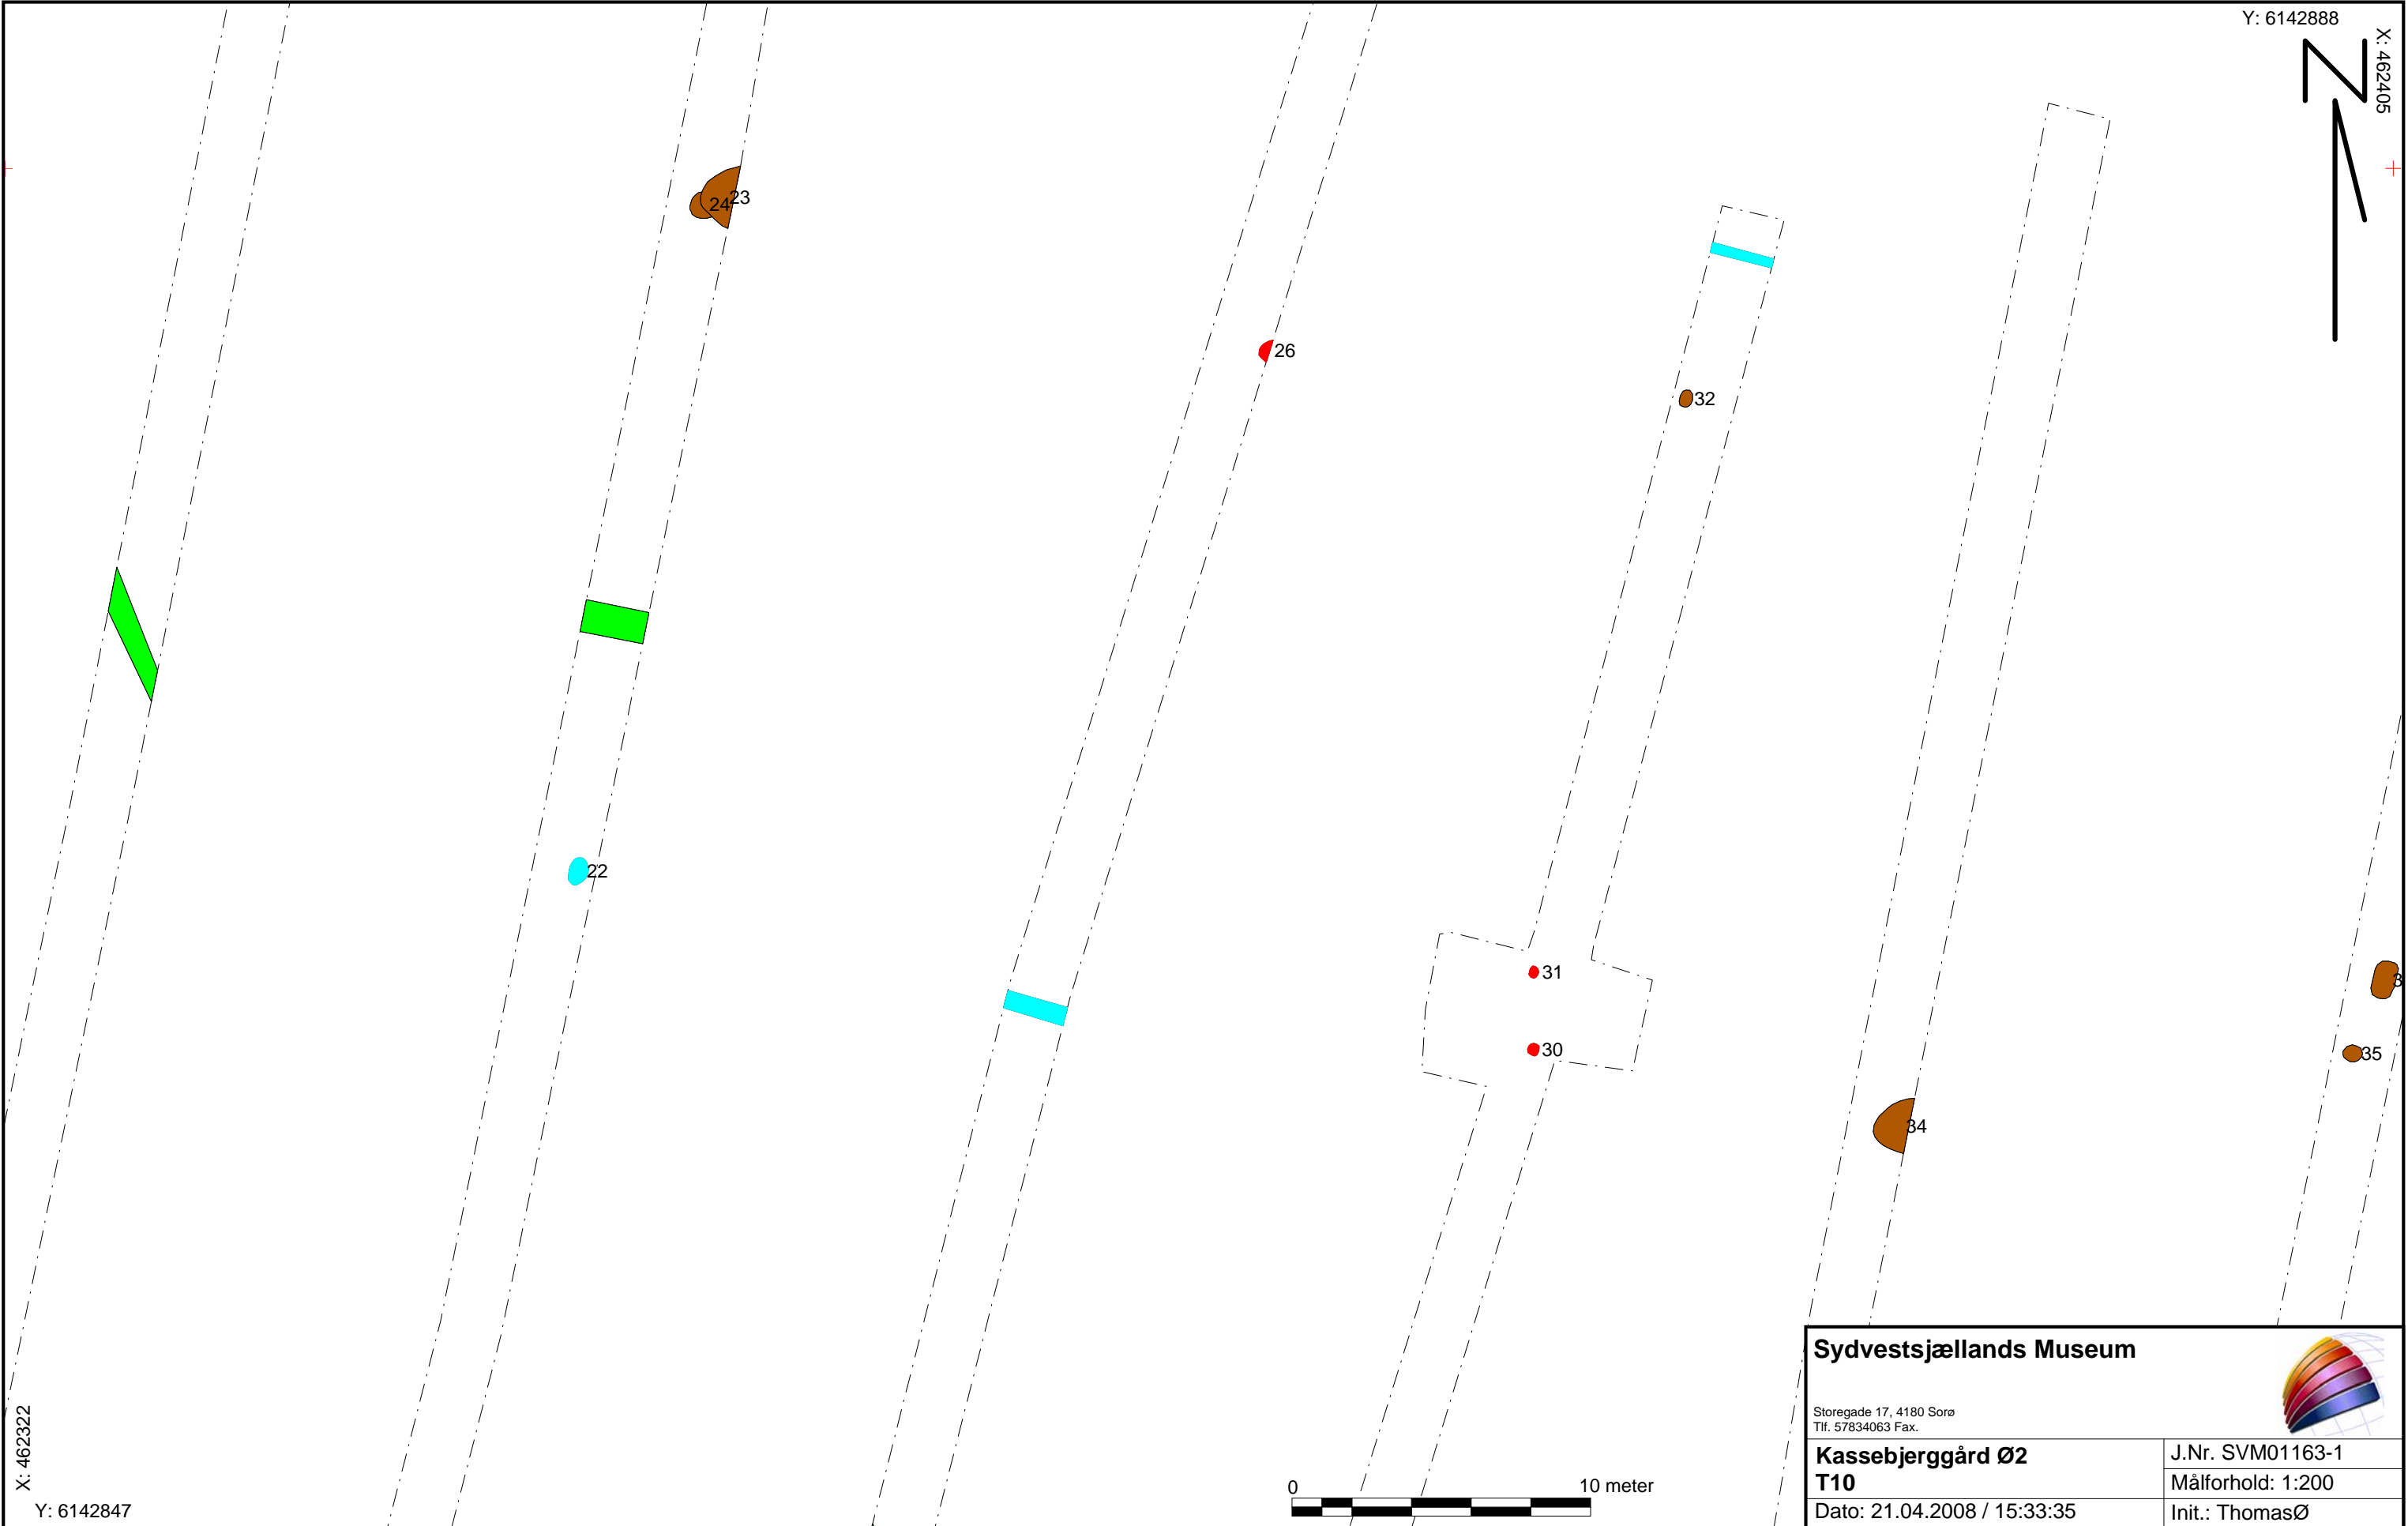 Y: 6142888
X: 462405
N
23
24
26
32
22
31
30
3
35
34
X: 462322
Y: 6142847
0 10 meter
Sydvestsjællands Museum
Storegade 17, 4180 Sorø
Tlf. 57834063 Fax.
Kassebjerggård Ø2
T10
J.Nr. SVM01163-1
Målforhold: 1:200
Dato: 21.04.2008 / 15:33:35
Init.: ThomasØ